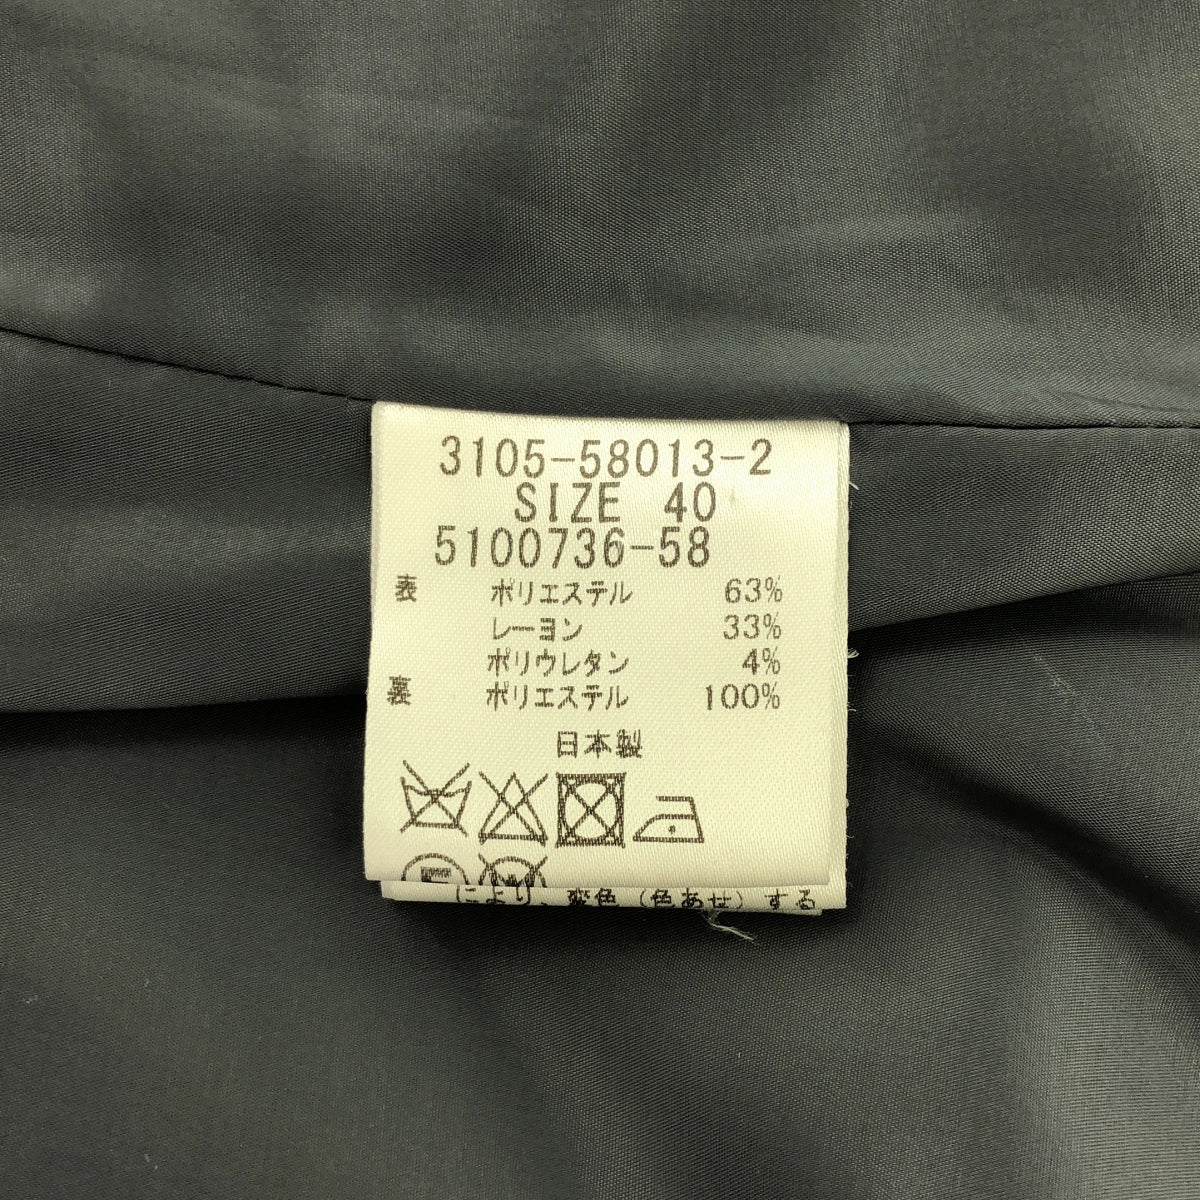 3105-58013-2
SIZE 40
5100736-58
表 ポリエステル 63%
レーヨン 33%
ポリウレタン 4%
裏 ポリエステル 100%
日本製
により、変色(色あせ)する